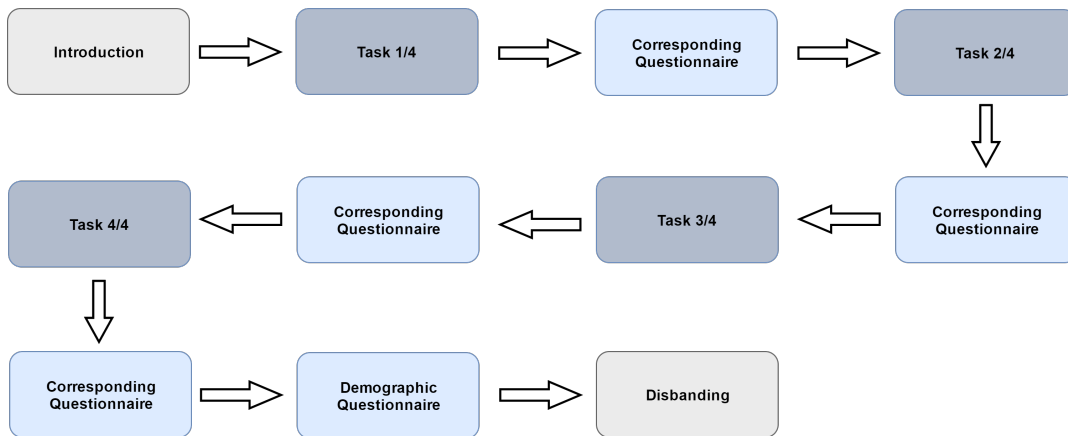 Introduction
Task 1/4
Corresponding
Questionnaire
Task 2/4
Corresponding
Questionnaire
Task 3/4
Corresponding
Questionnaire
Task 4/4
Corresponding
Questionnaire
Demographic
Questionnaire
Disbanding